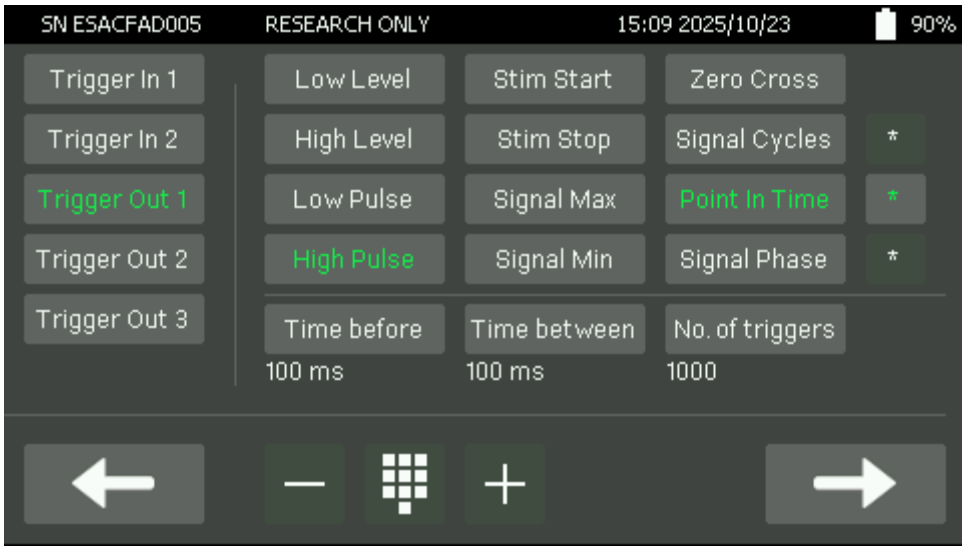 SN ESACFAD005 RESEARCH ONLY 15:09 2025/10/23 90%
Trigger In 1 Low Level Stim Start Zero Cross
Trigger In 2 High Level Stim Stop Signal Cycles *
Trigger Out 1 Low Pulse Signal Max Point In Time *
Trigger Out 2 High Pulse Signal Min Signal Phase *
Trigger Out 3 Time before Time between No. of triggers
100 ms 100 ms 1000